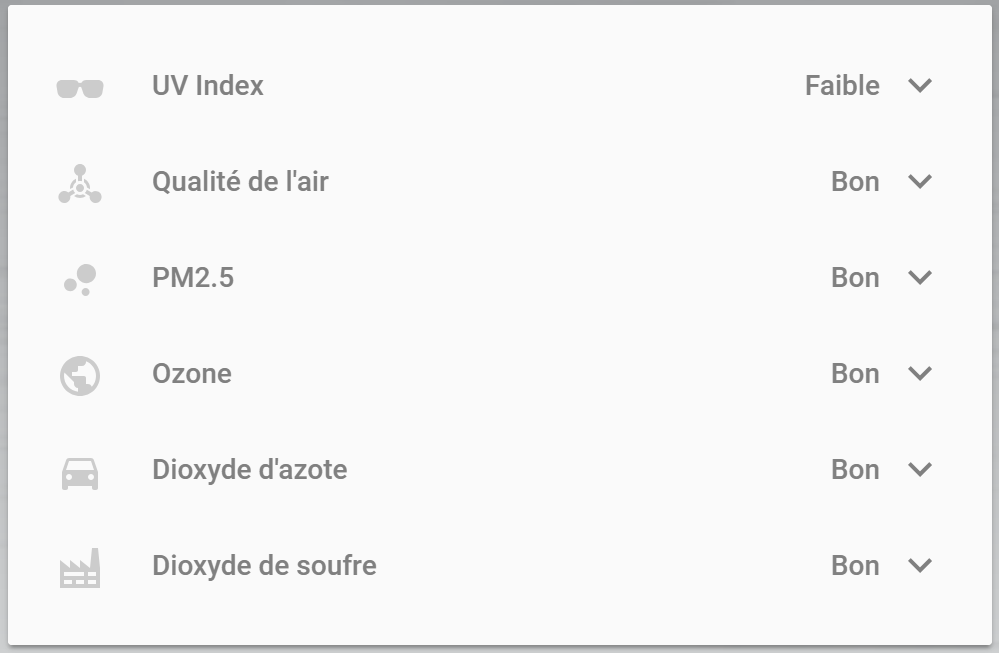 UV Index Faible
Qualité de l'air Bon
PM2.5 Bon
Ozone Bon
Dioxyde d'azote Bon
Dioxyde de soufre Bon